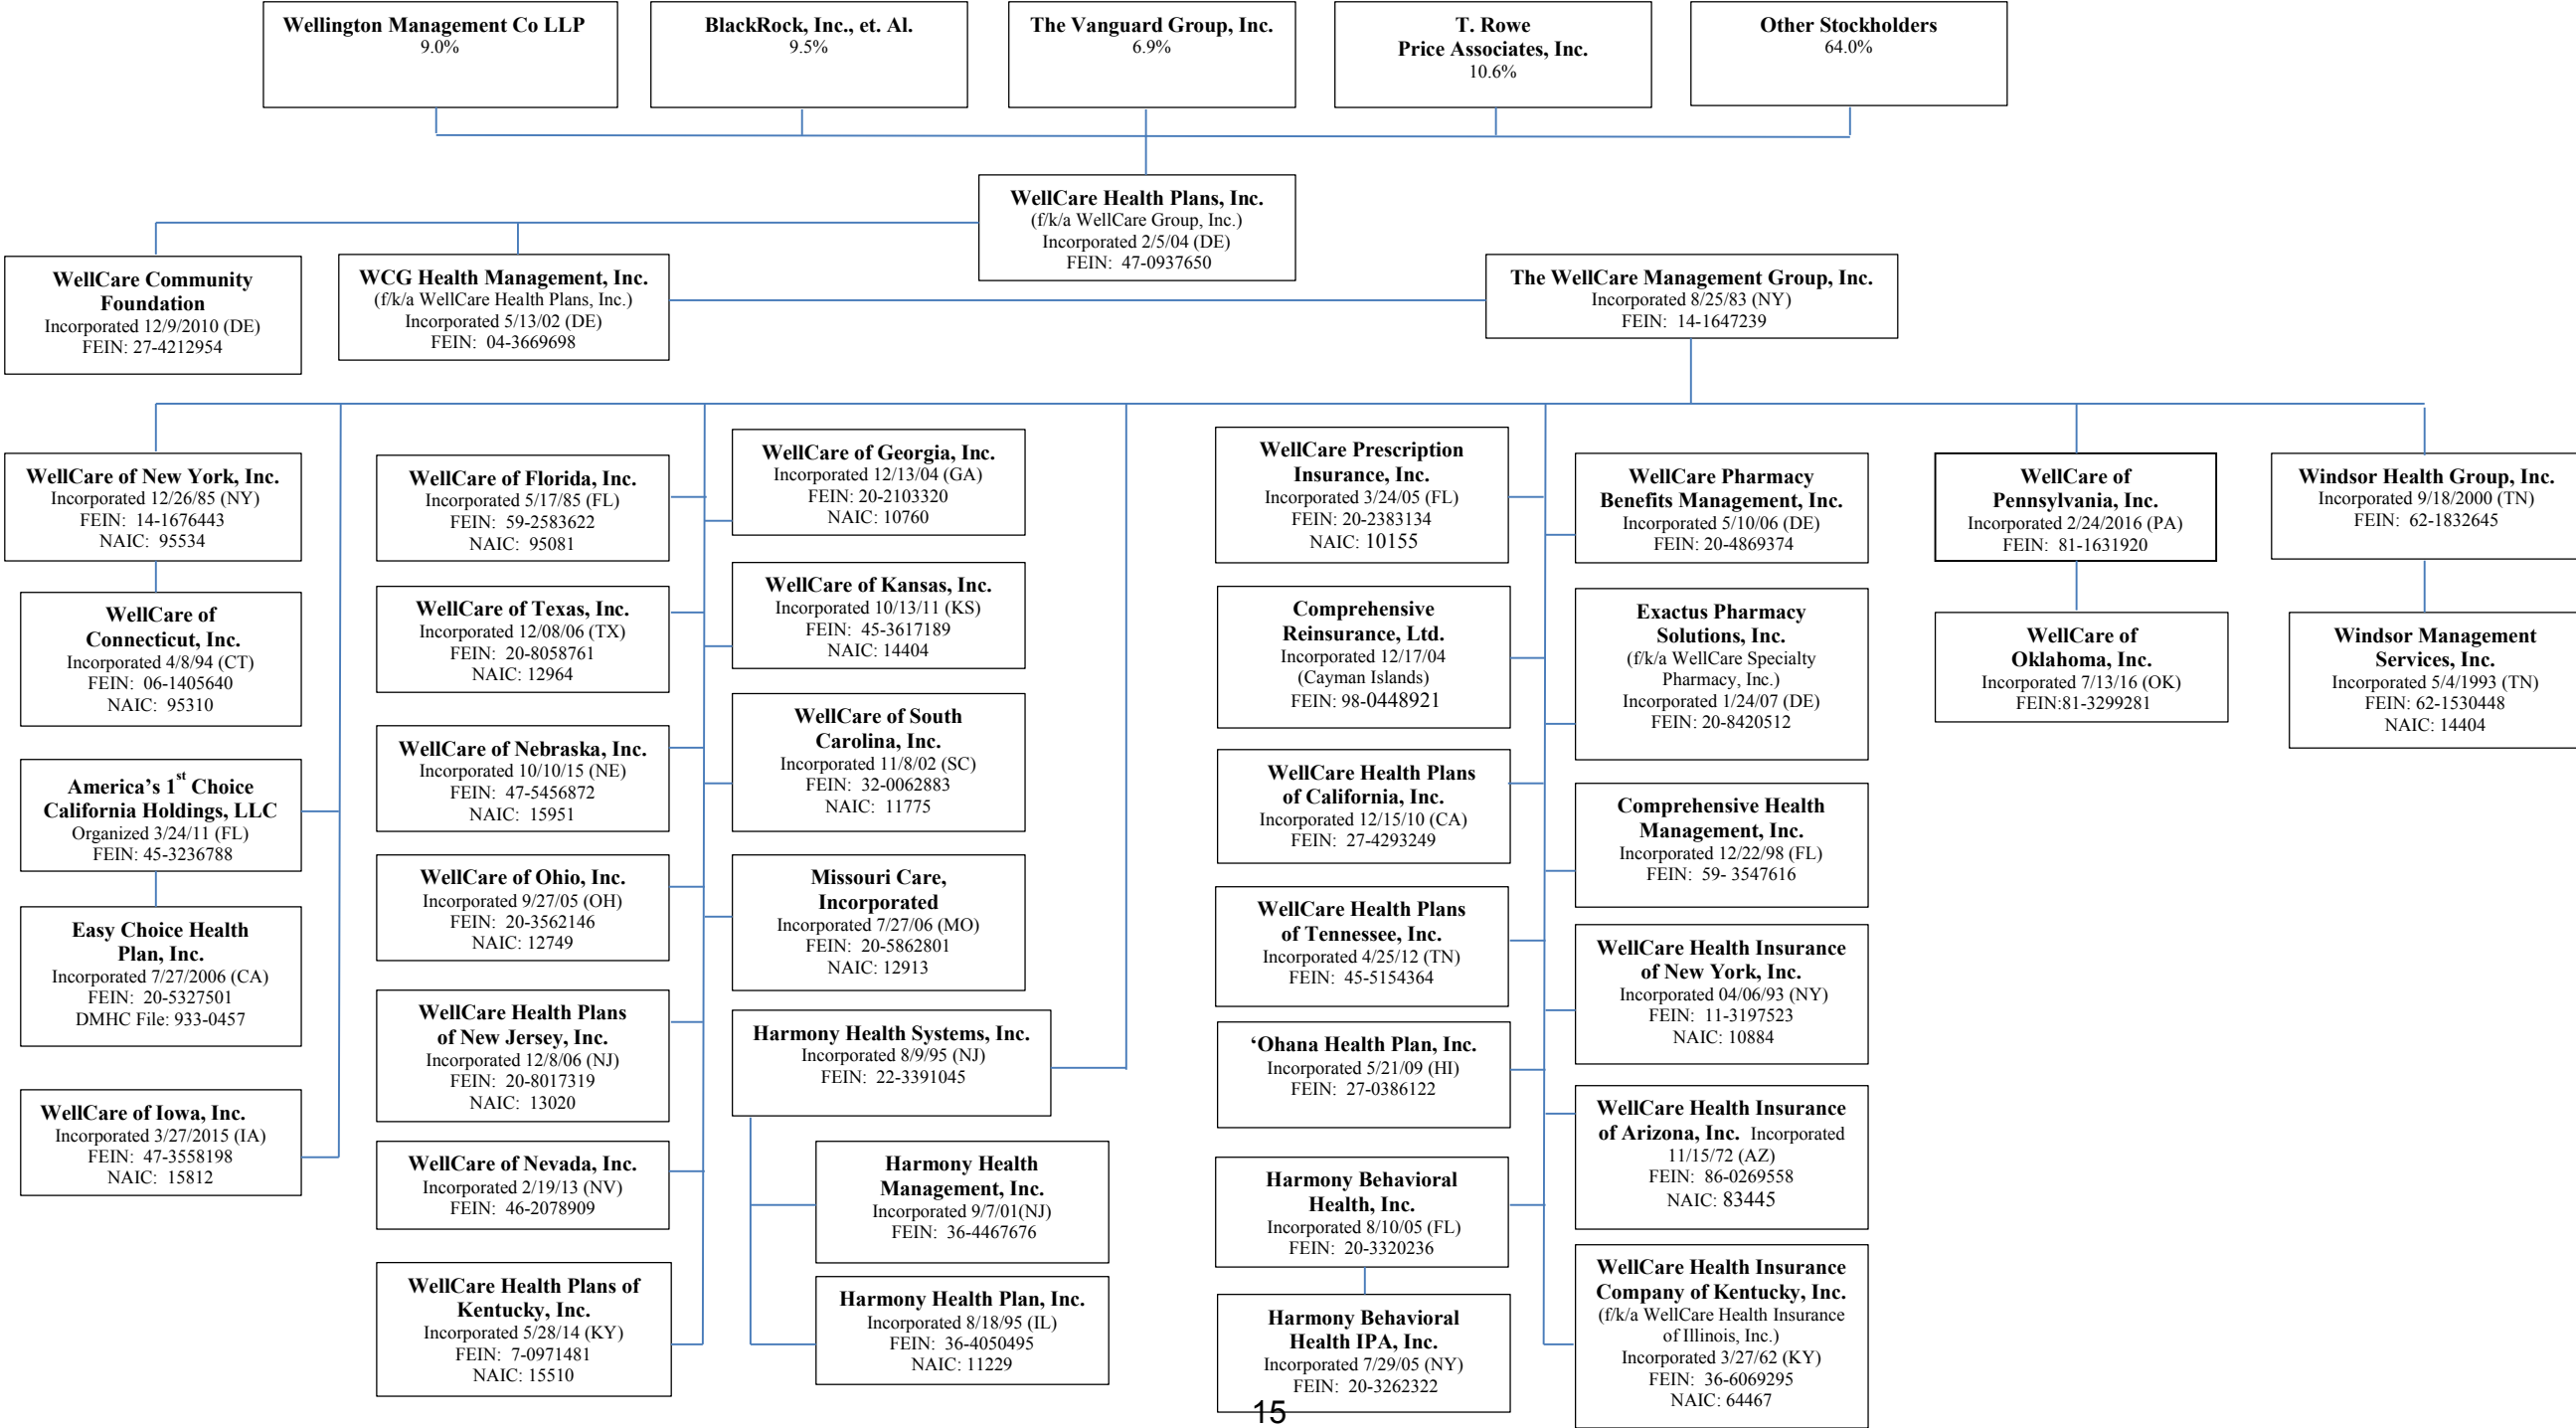 Wellington Management Co LLP
9.0%
BlackRock, Inc., et. Al.
9.5%
The Vanguard Group, Inc.
6.9%
T. Rowe
Price Associates, Inc.
10.6%
Other Stockholders
64.0%
WellCare Health Plans, Inc.
(f/k/a WellCare Group, Inc.)
Incorporated 2/5/04 (DE)
FEIN: 47-0937650
WellCare Community
Foundation
Incorporated 12/9/2010 (DE)
FEIN: 27-4212954
WCG Health Management, Inc.
(f/k/a WellCare Health Plans, Inc.)
Incorporated 5/13/02 (DE)
FEIN: 04-3669698
The WellCare Management Group, Inc.
Incorporated 8/25/83 (NY)
FEIN: 14-1647239
WellCare of New York, Inc.
Incorporated 12/26/85 (NY)
FEIN: 14-1676443
NAIC: 95534
WellCare of
Connecticut, Inc.
Incorporated 4/8/94 (CT)
FEIN: 06-1405640
NAIC: 95310
America's 1st Choice
California Holdings, LLC
Organized 3/24/11 (FL)
FEIN: 45-3236788
Easy Choice Health
Plan, Inc.
Incorporated 7/27/2006 (CA)
FEIN: 20-5327501
DMHC File: 933-0457
WellCare of Iowa, Inc.
Incorporated 3/27/2015 (IA)
FEIN: 47-3558198
NAIC: 15812
WellCare of Florida, Inc.
Incorporated 5/17/85 (FL)
FEIN: 59-2583622
NAIC: 95081
WellCare of Texas, Inc.
Incorporated 12/08/06 (TX)
FEIN: 20-8058761
NAIC: 12964
WellCare of Nebraska, Inc.
Incorporated 10/10/15 (NE)
FEIN: 47-5456872
NAIC: 15951
WellCare of Ohio, Inc.
Incorporated 9/27/05 (OH)
FEIN: 20-3562146
NAIC: 12749
WellCare Health Plans
of New Jersey, Inc.
Incorporated 12/8/06 (NJ)
FEIN: 20-8017319
NAIC: 13020
WellCare of Nevada, Inc.
Incorporated 2/19/13 (NV)
FEIN: 46-2078909
WellCare Health Plans of
Kentucky, Inc.
Incorporated 5/28/14 (KY)
FEIN: 7-0971481
NAIC: 15510
WellCare of Georgia, Inc.
Incorporated 12/13/04 (GA)
FEIN: 20-2103320
NAIC: 10760
WellCare of Kansas, Inc.
Incorporated 10/13/11 (KS)
FEIN: 45-3617189
NAIC: 14404
WellCare of South
Carolina, Inc.
Incorporated 11/8/02 (SC)
FEIN: 32-0062883
NAIC: 11775
Missouri Care,
Incorporated
Incorporated 7/27/06 (MO)
FEIN: 20-5862801
NAIC: 12913
Harmony Health Systems, Inc.
Incorporated 8/9/95 (NJ)
FEIN: 22-3391045
Harmony Health
Management, Inc.
Incorporated 9/7/01(NJ)
FEIN: 36-4467676
Harmony Health Plan, Inc.
Incorporated 8/18/95 (IL)
FEIN: 36-4050495
NAIC: 11229
WellCare Prescription
Insurance, Inc.
Incorporated 3/24/05 (FL)
FEIN: 20-2383134
NAIC: 10155
Comprehensive
Reinsurance, Ltd.
Incorporated 12/17/04
(Cayman Islands)
FEIN: 98-0448921
WellCare Health Plans
of California, Inc.
Incorporated 12/15/10 (CA)
FEIN: 27-4293249
WellCare Health Plans
of Tennessee, Inc.
Incorporated 4/25/12 (TN)
FEIN: 45-5154364
‘Ohana Health Plan, Inc.
Incorporated 5/21/09 (HI)
FEIN: 27-0386122
Harmony Behavioral
Health, Inc.
Incorporated 8/10/05 (FL)
FEIN: 20-3320236
Harmony Behavioral
Health IPA, Inc.
Incorporated 7/29/05 (NY)
FEIN: 20-3262322
WellCare Pharmacy
Benefits Management, Inc.
Incorporated 5/10/06 (DE)
FEIN: 20-4869374
Exactus Pharmacy
Solutions, Inc.
(f/k/a WellCare Specialty
Pharmacy, Inc.)
Incorporated 1/24/07 (DE)
FEIN: 20-8420512
Comprehensive Health
Management, Inc.
Incorporated 12/22/98 (FL)
FEIN: 59- 3547616
WellCare Health Insurance
of New York, Inc.
Incorporated 04/06/93 (NY)
FEIN: 11-3197523
NAIC: 10884
WellCare Health Insurance
of Arizona, Inc. Incorporated
11/15/72 (AZ)
FEIN: 86-0269558
NAIC: 83445
WellCare Health Insurance
Company of Kentucky, Inc.
(f/k/a WellCare Health Insurance
of Illinois, Inc.)
Incorporated 3/27/62 (KY)
FEIN: 36-6069295
NAIC: 64467
WellCare of
Pennsylvania, Inc.
Incorporated 2/24/2016 (PA)
FEIN: 81-1631920
WellCare of
Oklahoma, Inc.
Incorporated 7/13/16 (OK)
FEIN:81-3299281
Windsor Health Group, Inc.
Incorporated 9/18/2000 (TN)
FEIN: 62-1832645
Windsor Management
Services, Inc.
Incorporated 5/4/1993 (TN)
FEIN: 62-1530448
NAIC: 14404
15